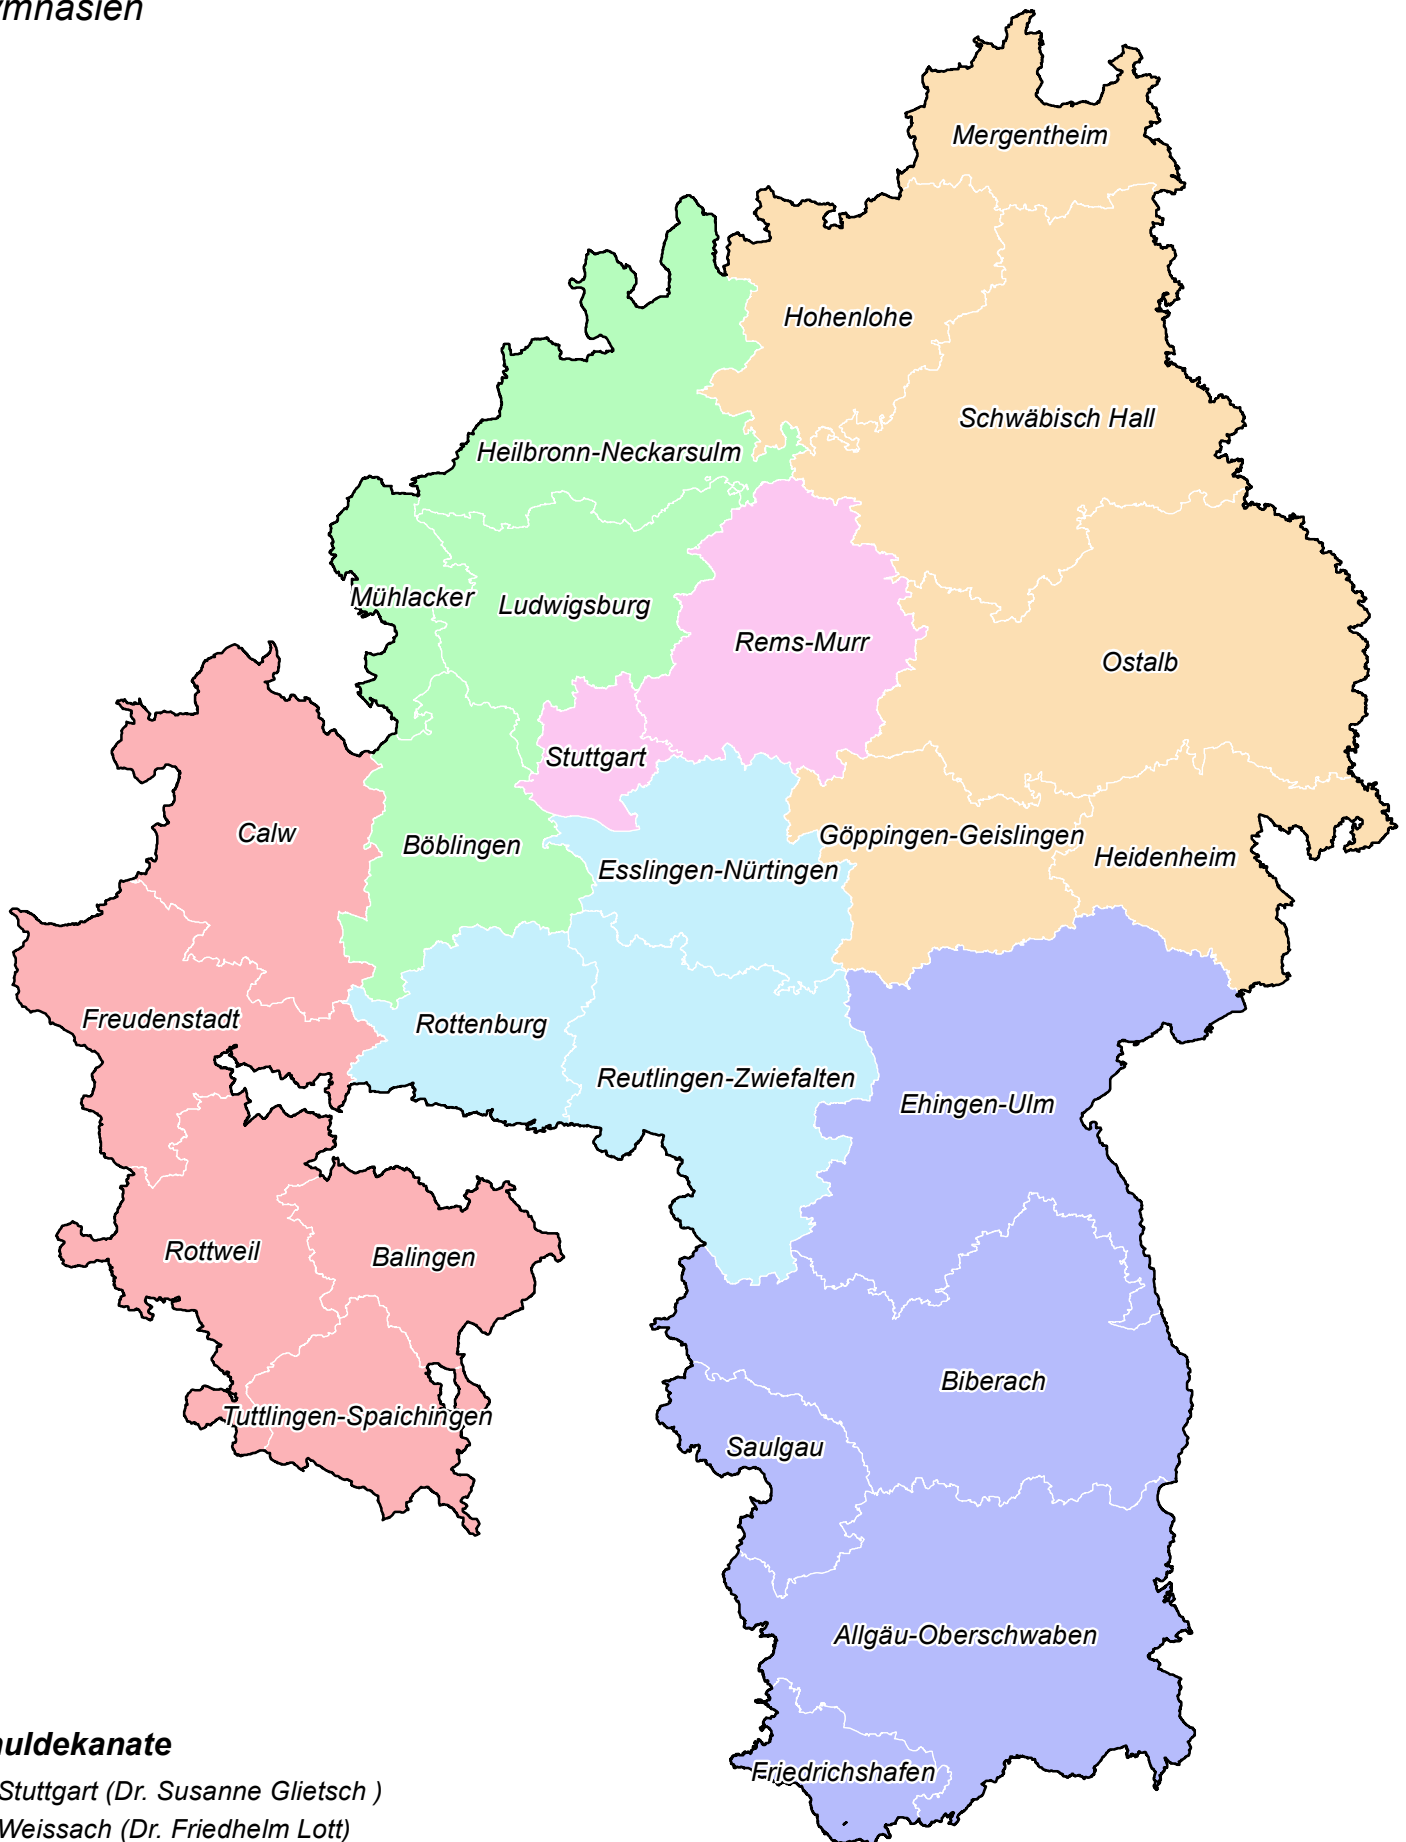 ymnasien
Mergentheim
Hohenlohe
Schwäbisch Hall
Heilbronn-Neckarsulm
Mühlacker
Ludwigsburg
Rems-Murr
Ostalb
Stuttgart
Calw
Böblingen
Esslingen-Nürtingen
Göppingen-Geislingen
Heidenheim
Freudenstadt
Rottenburg
Reutlingen-Zwiefalten
Ehingen-Ulm
Rottweil
Balingen
Biberach
Tuttlingen-Spaichingen
Saulgau
Allgäu-Oberschwaben
Friedrichshafen
uldekanate
Stuttgart (Dr. Susanne Glietsch )
Weissach (Dr. Friedhelm Lott)